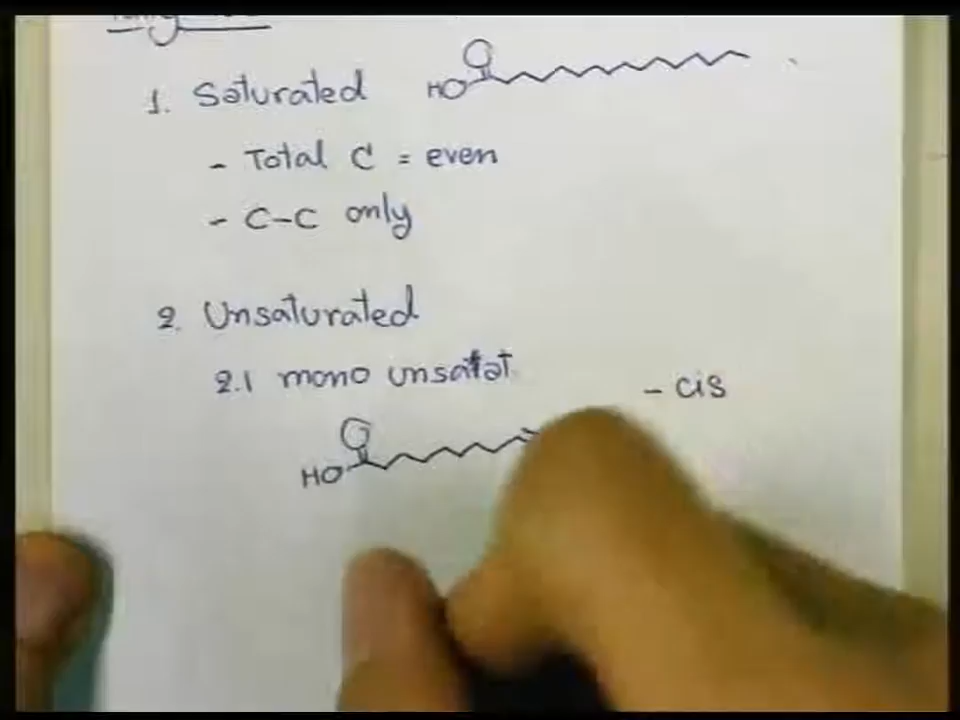 1. Saturated
O
HO
- Total C = even
- C-C only
2. Unsaturated
2.1 mono unsatat.
- cis
O
HO